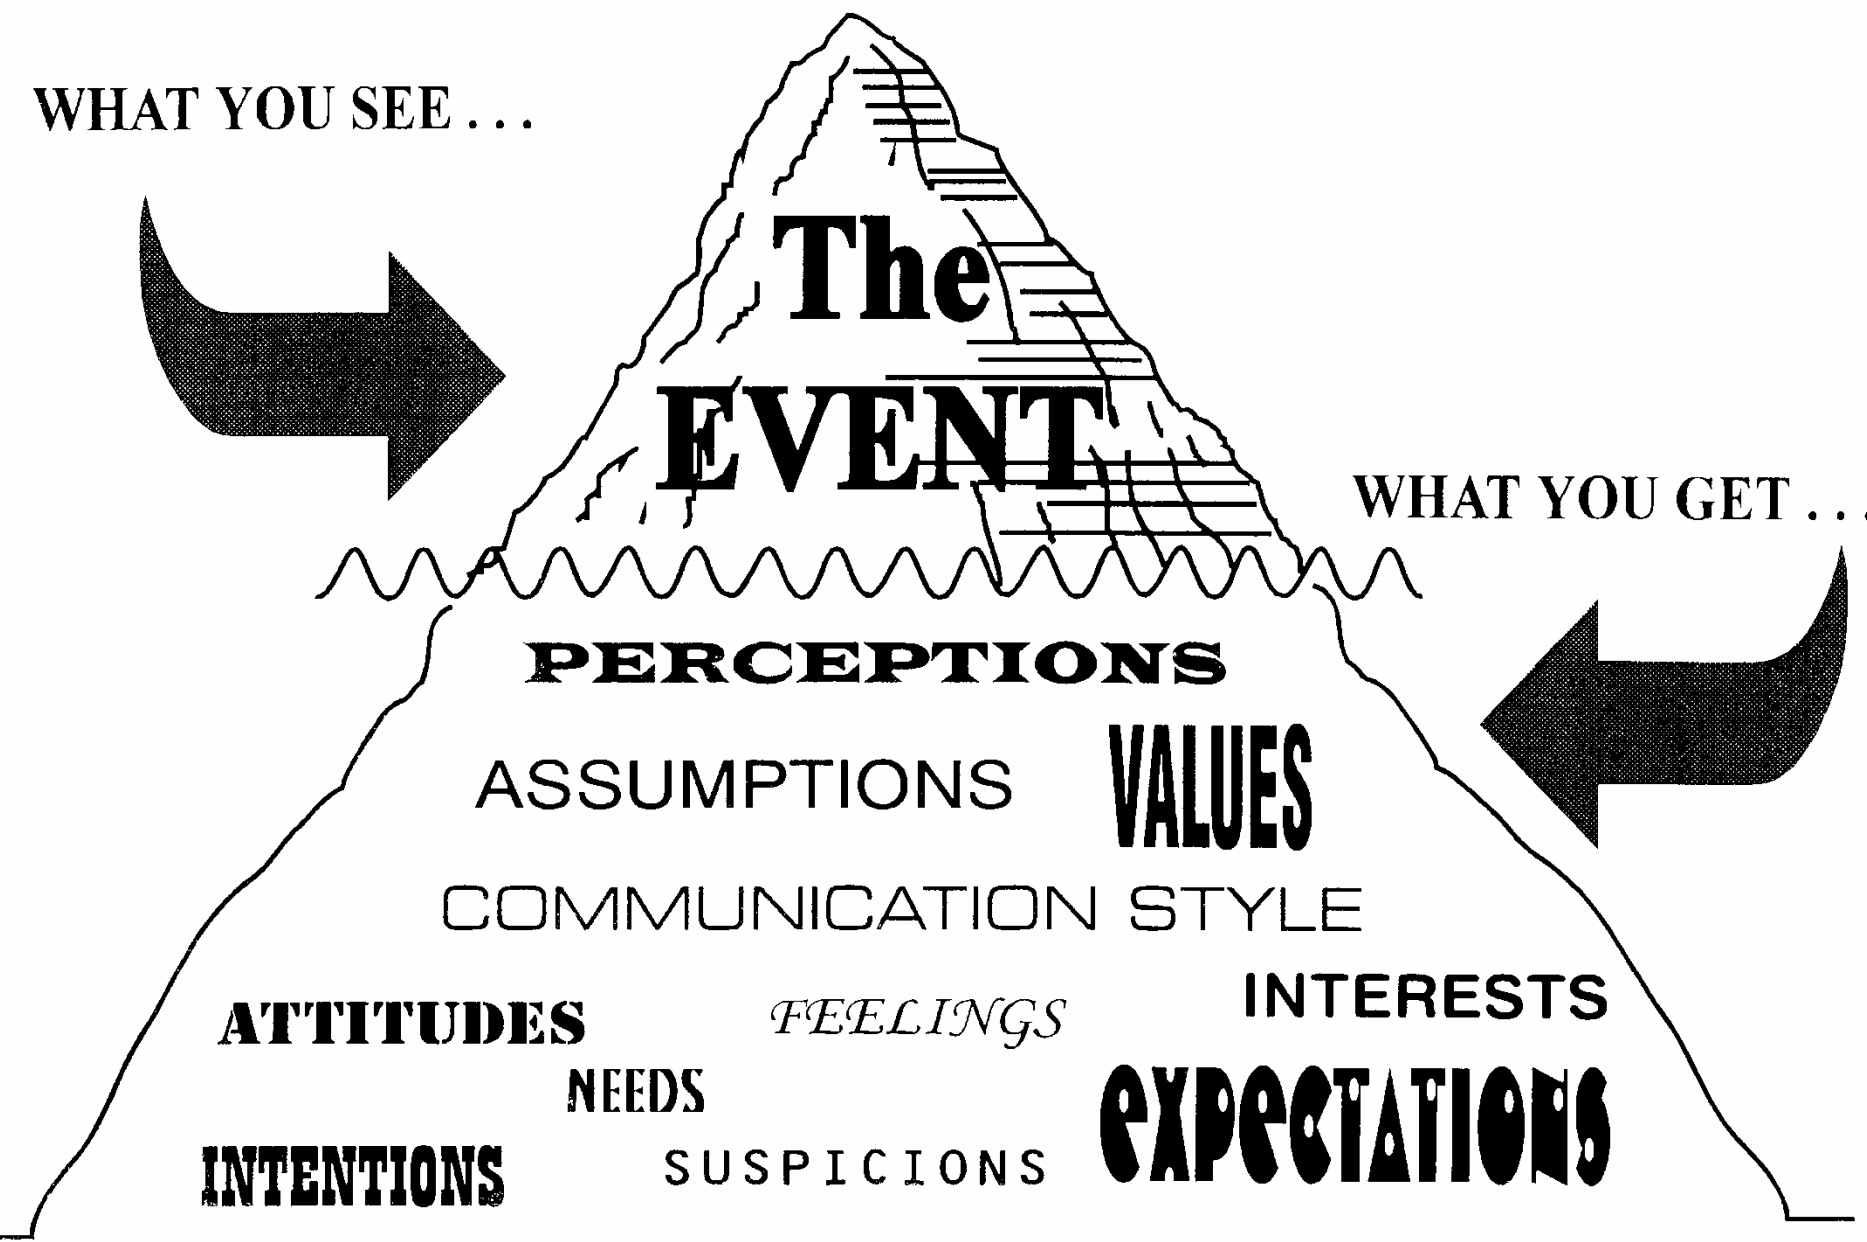 WHAT YOU SEE . . .
The
EVENT
WHAT YOU GET . . .
PERCEPTIONS
ASSUMPTIONS
VALUES
COMMUNICATION STYLE
ATTITUDES
FEELINGS
INTERESTS
NEEDS
EXPECTATIONS
INTENTIONS
SUSPICIONS